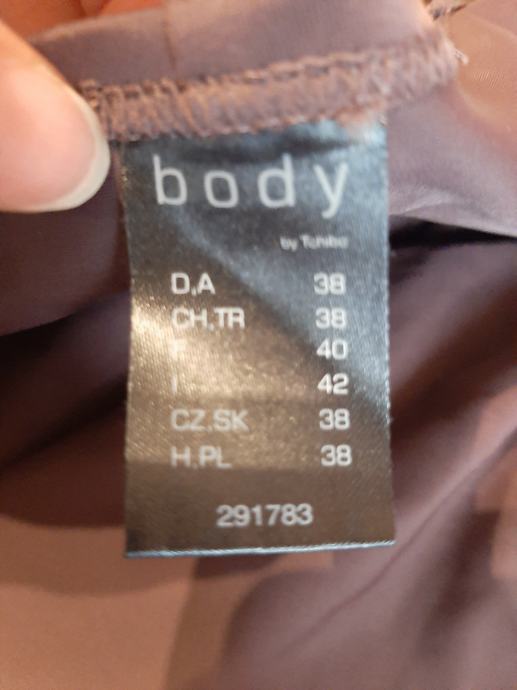 body
by Tchibo
D,A 38
CH,TR 38
F 40
I 42
CZ,SK 38
H,PL 38
291783